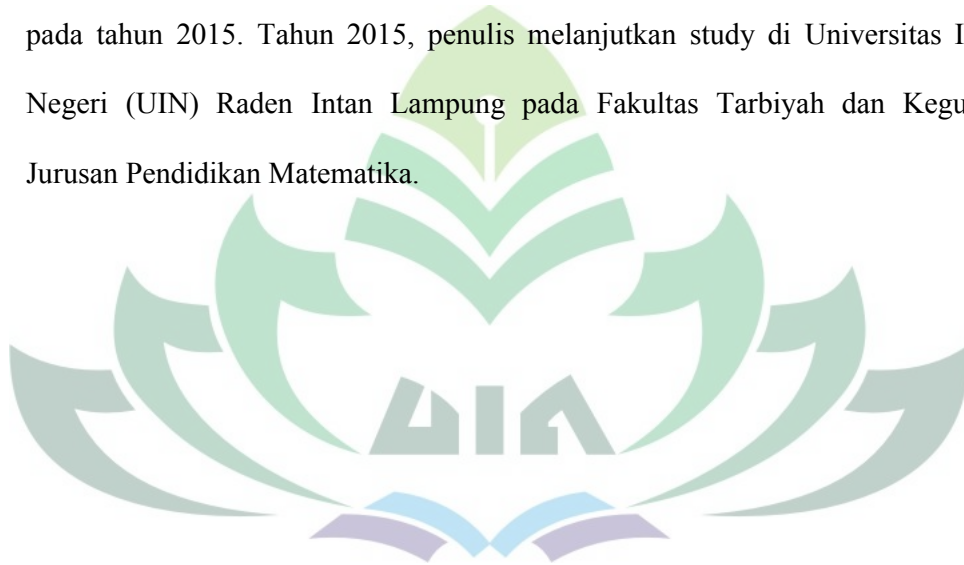 pada tahun 2015. Tahun 2015, penulis melanjutkan study di Universitas
Negeri (UIN) Raden Intan Lampung pada Fakultas Tarbiyah dan
Jurusan Pendidikan Matematika.
UIN